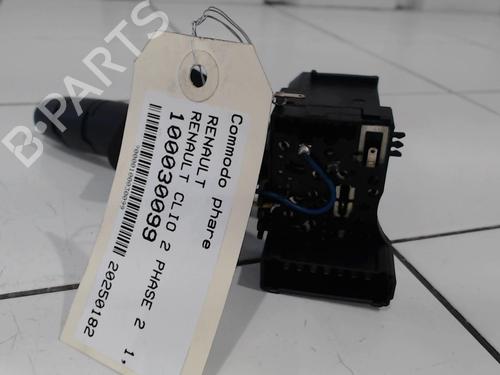 Commodo phare
RENAULT
RENAULT CLIO 2 PHASE 2 1,
100030099
20250182
B-PARTS